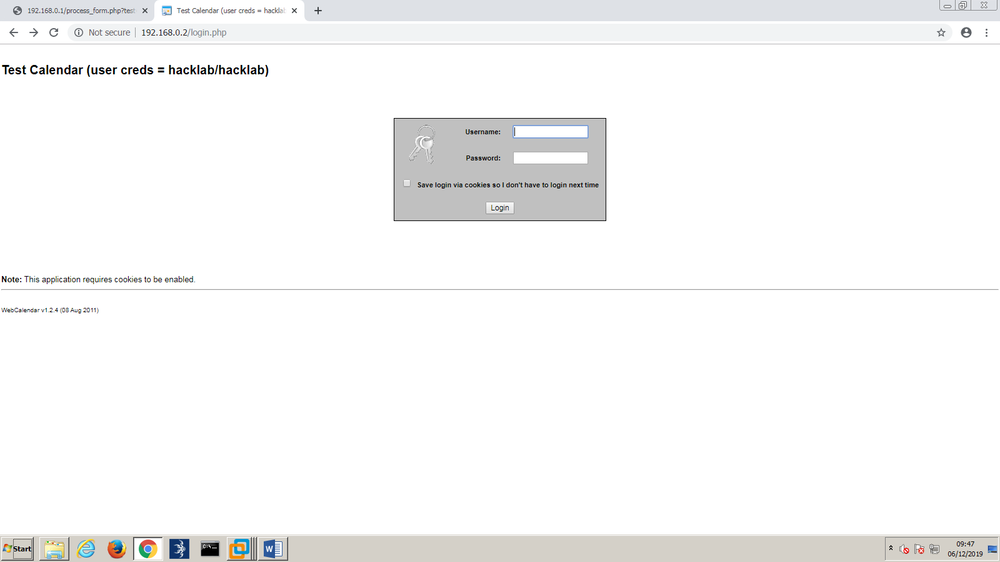 192.168.0.1/process_form.php?test
Test Calendar (user creds = hacklab
Not secure
192.168.0.2/login.php
Test Calendar (user creds = hacklab/hacklab)
Username:
Password:
Save login via cookies so I don't have to login next time
Login
Note: This application requires cookies to be enabled.
WebCalendar v1.2.4 (08 Aug 2011)
Start
C:\._
W
09:47
06/12/2019